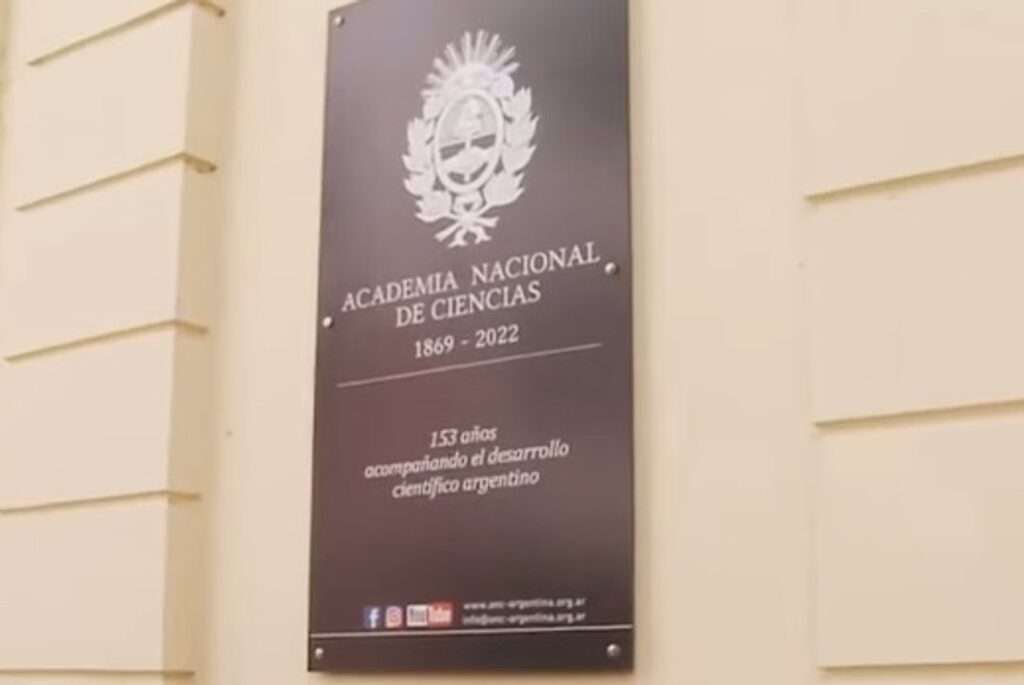 ACADEMIA NACIONAL
DE CIENCIAS
1869 - 2022
153 años
acompañando el desarrollo
científico argentino
f YouTube www.anc-argentina.org.ar
info@anc-argentina.org.ar